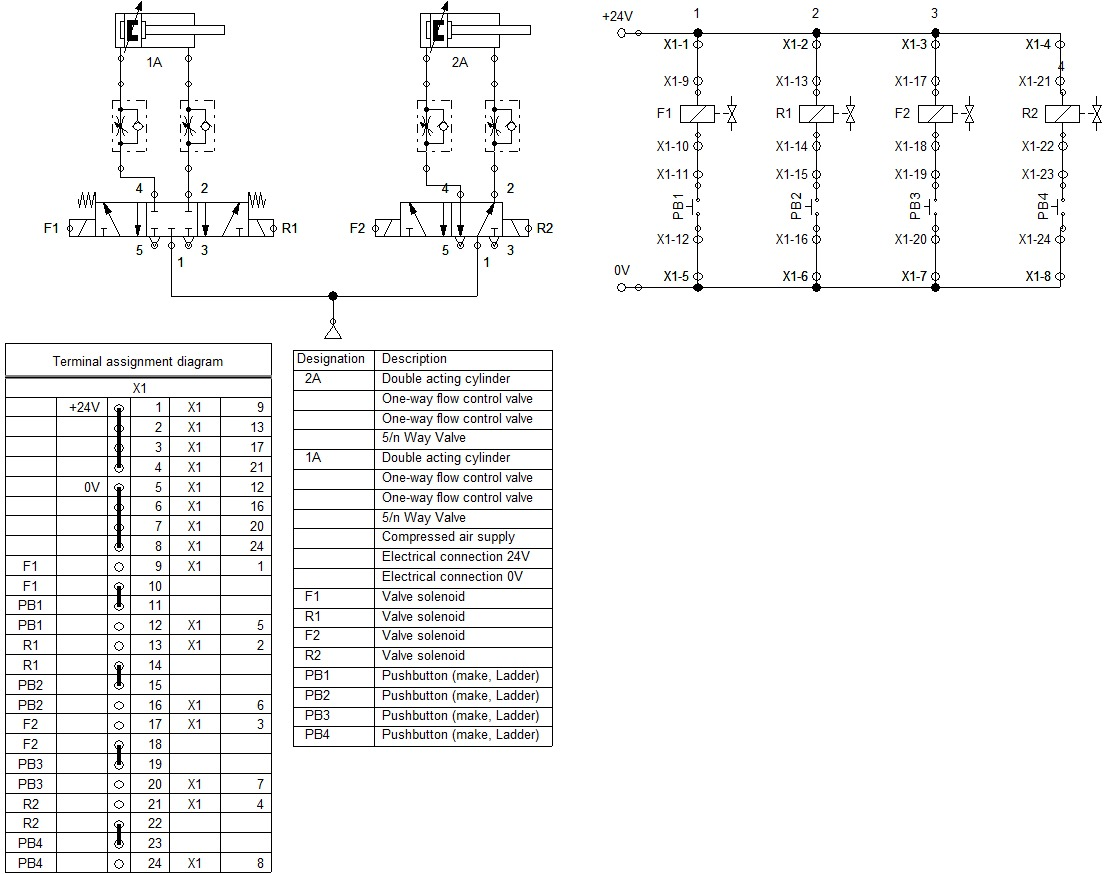 1A
2A
4
2
F1
R1
5
3
1
4
2
F2
R2
5
3
1
+24V
1
2
3
4
X1-1
X1-2
X1-3
X1-4
X1-9
X1-13
X1-17
X1-21
F1
R1
F2
R2
X1-10
X1-14
X1-18
X1-22
X1-11
X1-15
X1-19
X1-23
PB1
PB2
PB3
PB4
X1-12
X1-16
X1-20
X1-24
0V
X1-5
X1-6
X1-7
X1-8
Terminal assignment diagram
X1
+24V 1 X1 9
2 X1 13
3 X1 17
4 X1 21
0V 5 X1 12
6 X1 16
7 X1 20
8 X1 24
F1 9 X1 1
F1 10
PB1 11
PB1 12 X1 5
R1 13 X1 2
R1 14
PB2 15
PB2 16 X1 6
F2 17 X1 3
F2 18
PB3 19
PB3 20 X1 7
R2 21 X1 4
R2 22
PB4 23
PB4 24 X1 8
Designation Description
2A Double acting cylinder
One-way flow control valve
One-way flow control valve
5/n Way Valve
1A Double acting cylinder
One-way flow control valve
One-way flow control valve
5/n Way Valve
Compressed air supply
Electrical connection 24V
Electrical connection 0V
F1 Valve solenoid
R1 Valve solenoid
F2 Valve solenoid
R2 Valve solenoid
PB1 Pushbutton (make, Ladder)
PB2 Pushbutton (make, Ladder)
PB3 Pushbutton (make, Ladder)
PB4 Pushbutton (make, Ladder)